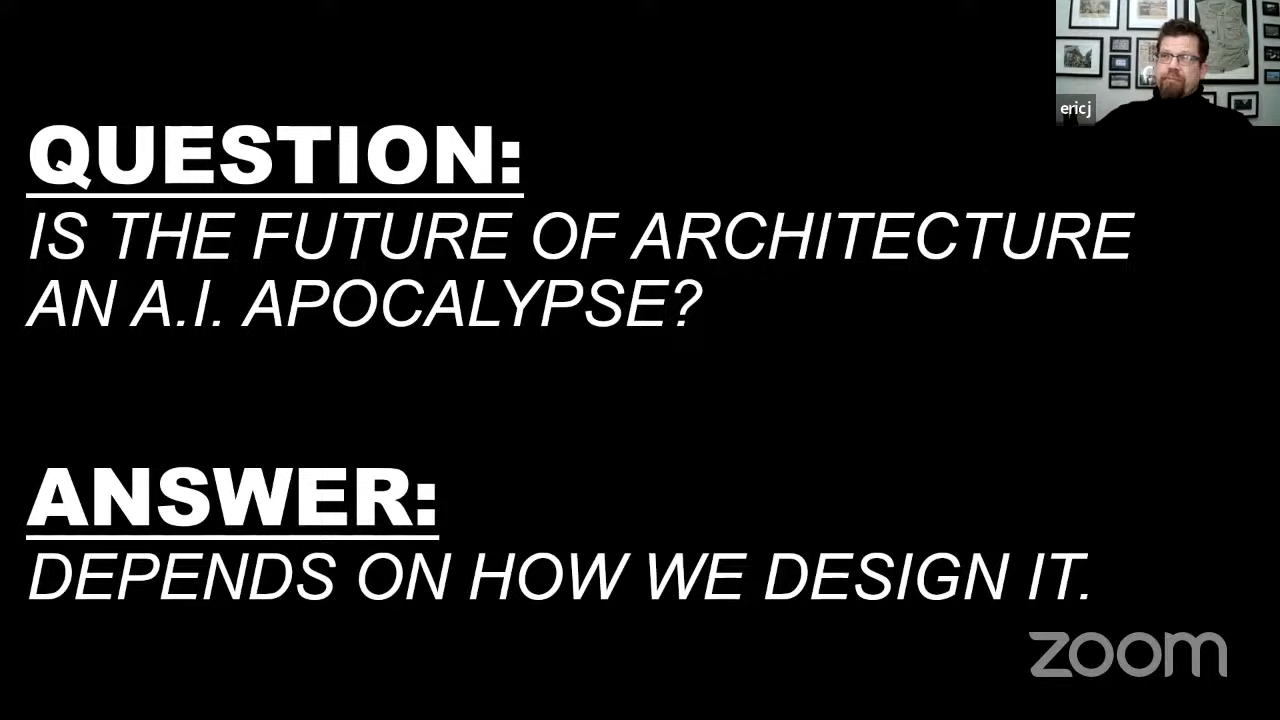 ericj
QUESTION:
IS THE FUTURE OF ARCHITECTURE
AN A.I. APOCALYPSE?
ANSWER:
DEPENDS ON HOW WE DESIGN IT.
zoom